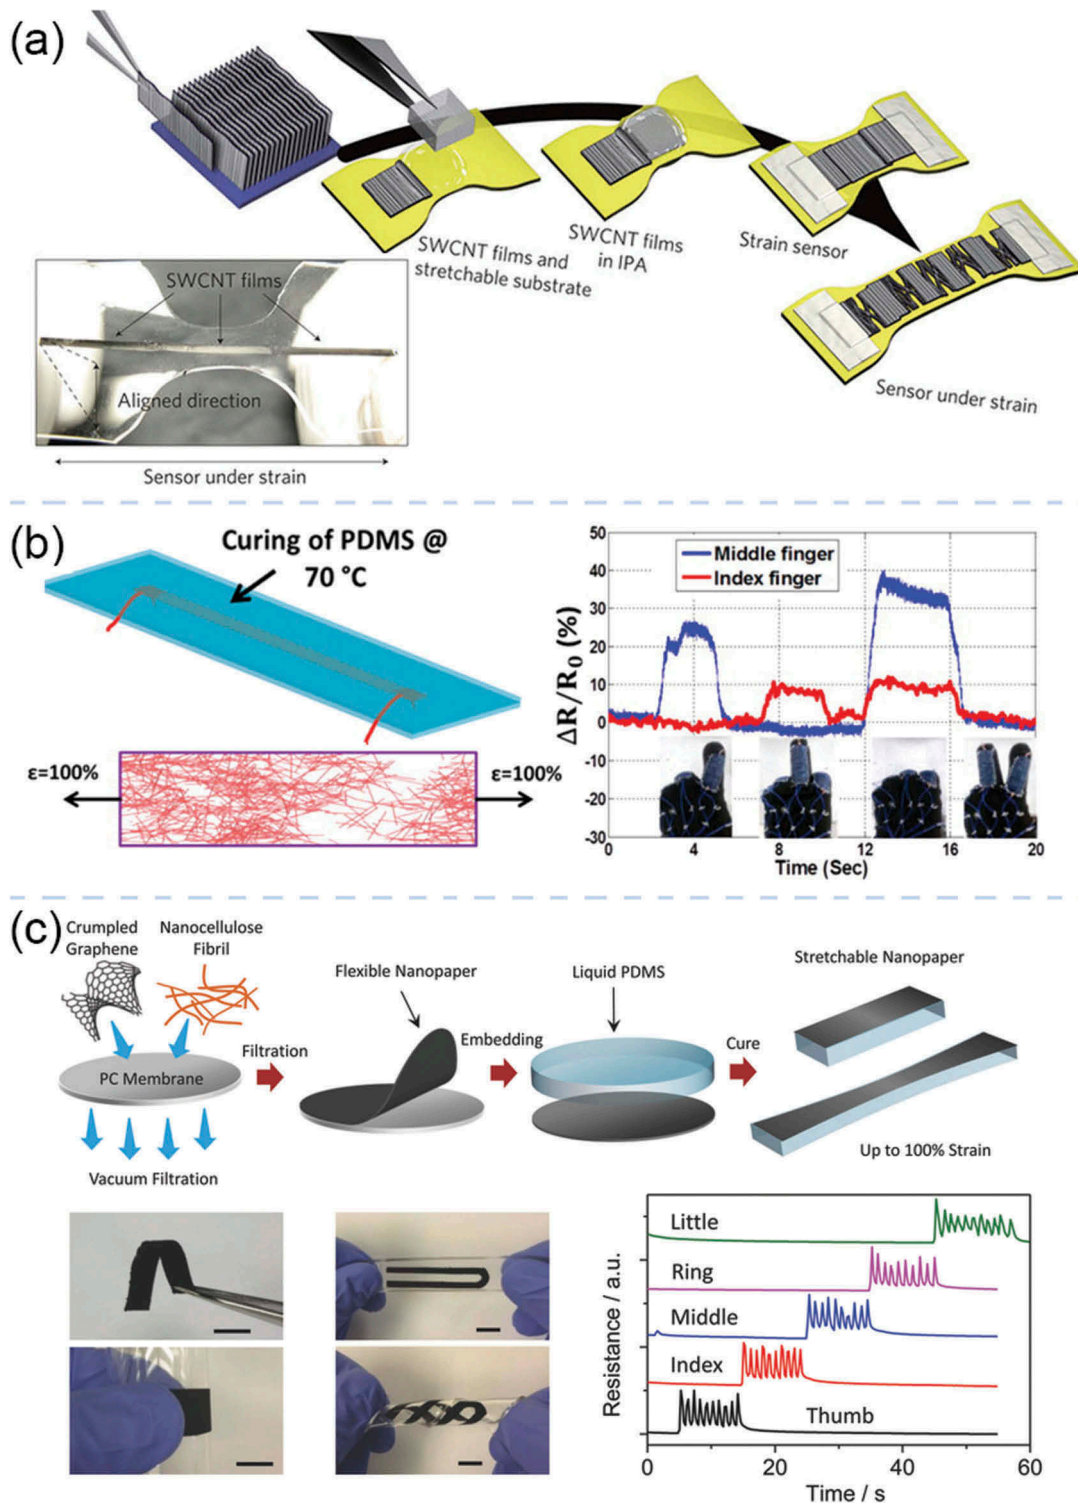 (a)
SWCNT films and
stretchable substrate
SWCNT films
in IPA
Strain sensor
Sensor under strain
SWCNT films
Aligned direction
Sensor under strain
(b)
Curing of PDMS @
70 °C
ε=100%
ε=100%
Middle finger
Index finger
ΔR/R0 (%)
50
40
30
20
10
0
-10
-20
-30
0
4
8
12
16
20
Time (Sec)
(c)
Crumpled
Graphene
Nanocellulose
Fibril
PC Membrane
Vacuum Filtration
Filtration
Flexible Nanopaper
Embedding
Liquid PDMS
Cure
Stretchable Nanopaper
Up to 100% Strain
Resistance / a.u.
Little
Ring
Middle
Index
Thumb
0
20
40
60
Time / s